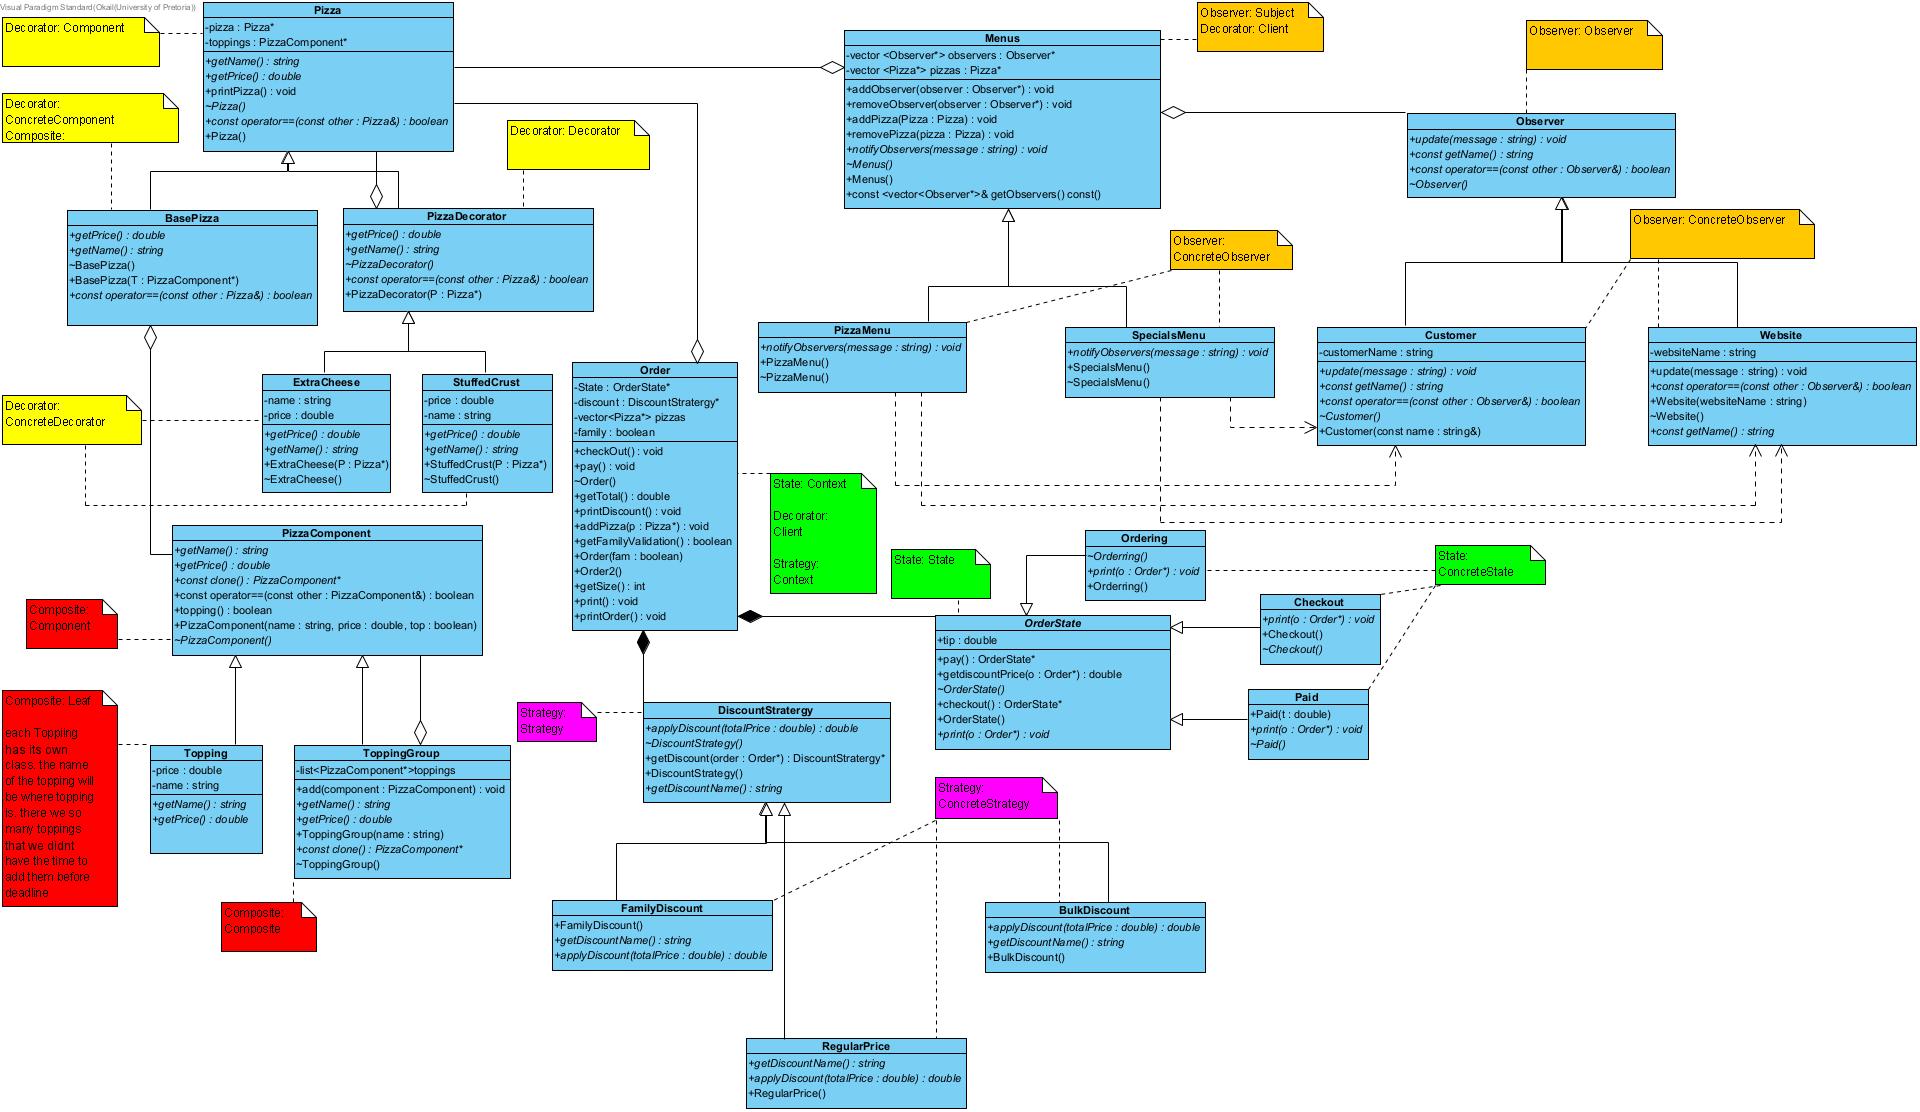 Visual Paradigm Standard(Okail(University of Pretoria))
Decorator: Component
Pizza
-pizza : Pizza*
-toppings : PizzaComponent*
+getName() : string
+getPrice() : double
+printPizza() : void
~Pizza()
+const operator==(const other : Pizza&) : boolean
+Pizza()
Menus
-vector <Observer*> observers : Observer*
-vector <Pizza*> pizzas : Pizza*
+addObserver(observer : Observer*) : void
+removeObserver(observer : Observer*) : void
+addPizza(Pizza : Pizza) : void
+removePizza(pizza : Pizza) : void
+notifyObservers(message : string) : void
~Menus()
+Menus()
+const <vector<Observer*>& getObservers() const()
Observer: Subject
Decorator: Client
Observer: Observer
Observer
+update(message : string) : void
+const getName() : string
+const operator==(const other : Observer&) : boolean
~Observer()
Decorator:
ConcreteComponent
Composite:
Decorator: Decorator
BasePizza
+getPrice() : double
+getName() : string
~BasePizza()
+BasePizza(T : PizzaComponent*)
+const operator==(const other : Pizza&) : boolean
PizzaDecorator
+getPrice() : double
+getName() : string
~PizzaDecorator()
+const operator==(const other : Pizza&) : boolean
+PizzaDecorator(P : Pizza*)
Observer:
ConcreteObserver
Observer: ConcreteObserver
PizzaMenu
+notifyObservers(message : string) : void
+PizzaMenu()
~PizzaMenu()
SpecialsMenu
+notifyObservers(message : string) : void
+SpecialsMenu()
~SpecialsMenu()
Customer
-customerName : string
+update(message : string) : void
+const getName() : string
+const operator==(const other : Observer&) : boolean
~Customer()
+Customer(const name : string&)
Website
-websiteName : string
+update(message : string) : void
+const operator==(const other : Observer&) : boolean
+Website(websiteName : string)
~Website()
+const getName() : string
Decorator:
ConcreteDecorator
ExtraCheese
-name : string
-price : double
+getPrice() : double
+getName() : string
+ExtraCheese(P : Pizza*)
~ExtraCheese()
StuffedCrust
-price : double
-name : string
+getPrice() : double
+getName() : string
+StuffedCrust(P : Pizza*)
~StuffedCrust()
Order
-State : OrderState*
-discount : DiscountStratergy*
-vector<Pizza*> pizzas
-family : boolean
+checkOut() : void
+pay() : void
~Order()
+getTotal() : double
+printDiscount() : void
+addPizza(p : Pizza*) : void
+getFamilyValidation() : boolean
+Order(fam : boolean)
+Order2()
+getSize() : int
+print() : void
+printOrder() : void
State: Context
Decorator:
Client
Strategy:
Context
State: State
Ordering
~Orderring()
+print(o : Order*) : void
+Orderring()
State:
ConcreteState
Checkout
+print(o : Order*) : void
+Checkout()
~Checkout()
OrderState
+tip : double
+pay() : OrderState*
+getdiscountPrice(o : Order*) : double
~OrderState()
+checkout() : OrderState*
+OrderState()
+print(o : Order*) : void
Paid
+Paid(t : double)
+print(o : Order*) : void
~Paid()
PizzaComponent
+getName() : string
+getPrice() : double
+const clone() : PizzaComponent*
+const operator==(const other : PizzaComponent&) : boolean
+topping() : boolean
+PizzaComponent(name : string, price : double, top : boolean)
~PizzaComponent()
Composite:
Component
Composite: Leaf
each Topping
has its own
class, the name
of the topping will
be where topping
is, there we so
many toppings
that we didnt
have the time to
add them before
deadline
Topping
-price : double
-name : string
+getName() : string
+getPrice() : double
ToppingGroup
-list<PizzaComponent*>toppings
+add(component : PizzaComponent) : void
+getName() : string
+getPrice() : double
+ToppingGroup(name : string)
+const clone() : PizzaComponent*
~ToppingGroup()
Composite:
Composite
Strategy:
Strategy
DiscountStratergy
+applyDiscount(totalPrice : double) : double
~DiscountStrategy()
+getDiscount(order : Order*) : DiscountStratergy*
+DiscountStrategy()
+getDiscountName() : string
Strategy:
ConcreteStrategy
FamilyDiscount
+FamilyDiscount()
+getDiscountName() : string
+applyDiscount(totalPrice : double) : double
BulkDiscount
+applyDiscount(totalPrice : double) : double
+getDiscountName() : string
+BulkDiscount()
RegularPrice
+getDiscountName() : string
+applyDiscount(totalPrice : double) : double
+RegularPrice()